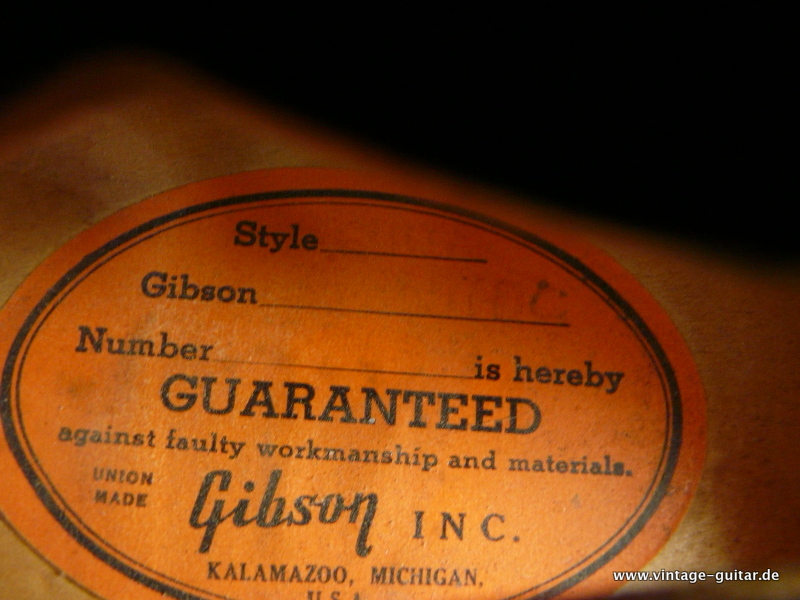 Style
Gibson
Number is hereby
GUARANTEED
against faulty workmanship and materials.
UNION
MADE
Gibson INC.
KALAMAZOO, MICHIGAN,
U.S.A.
www.vintage-guitar.de